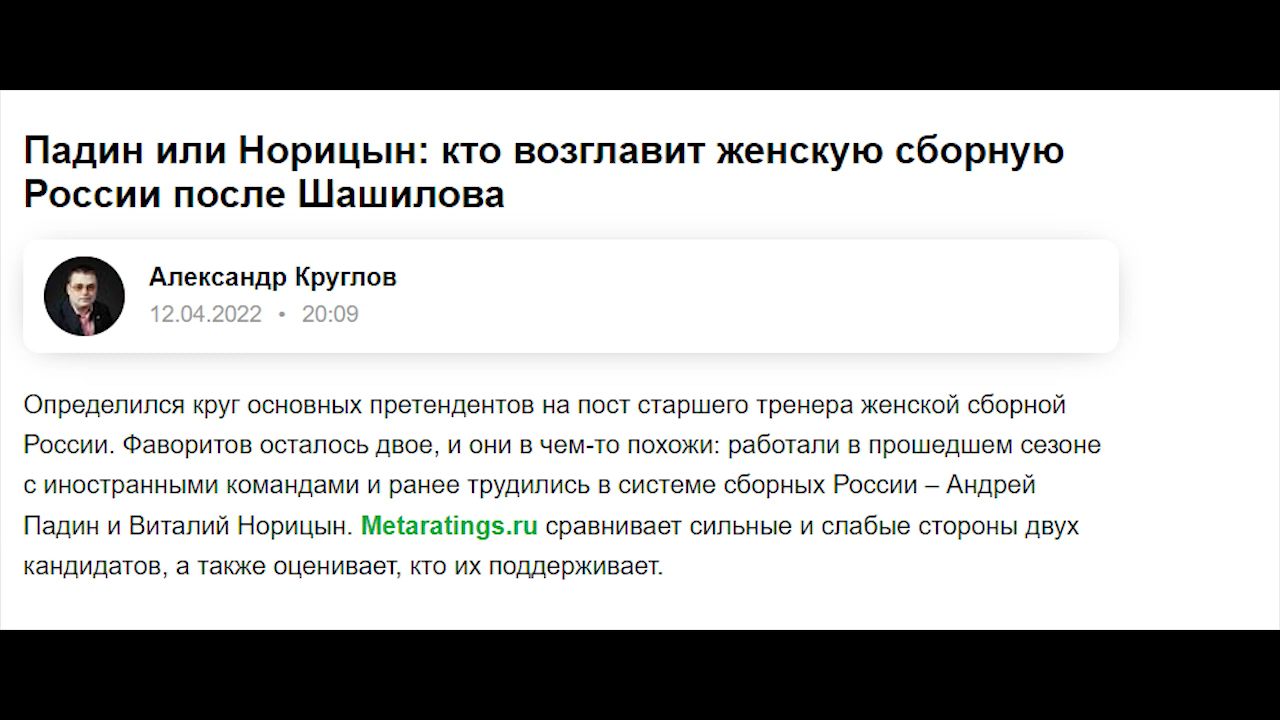 Падин или Норицын: кто возглавит женскую сборную
России после Шашилова
Александр Круглов
12.04.2022 • 20:09
Определился круг основных претендентов на пост старшего тренера женской сборной
России. Фаворитов осталось двое, и они в чем-то похожи: работали в прошедшем сезоне
с иностранными командами и ранее трудились в системе сборных России – Андрей
Падин и Виталий Норицын. Metaratings.ru сравнивает сильные и слабые стороны двух
кандидатов, а также оценивает, кто их поддерживает.